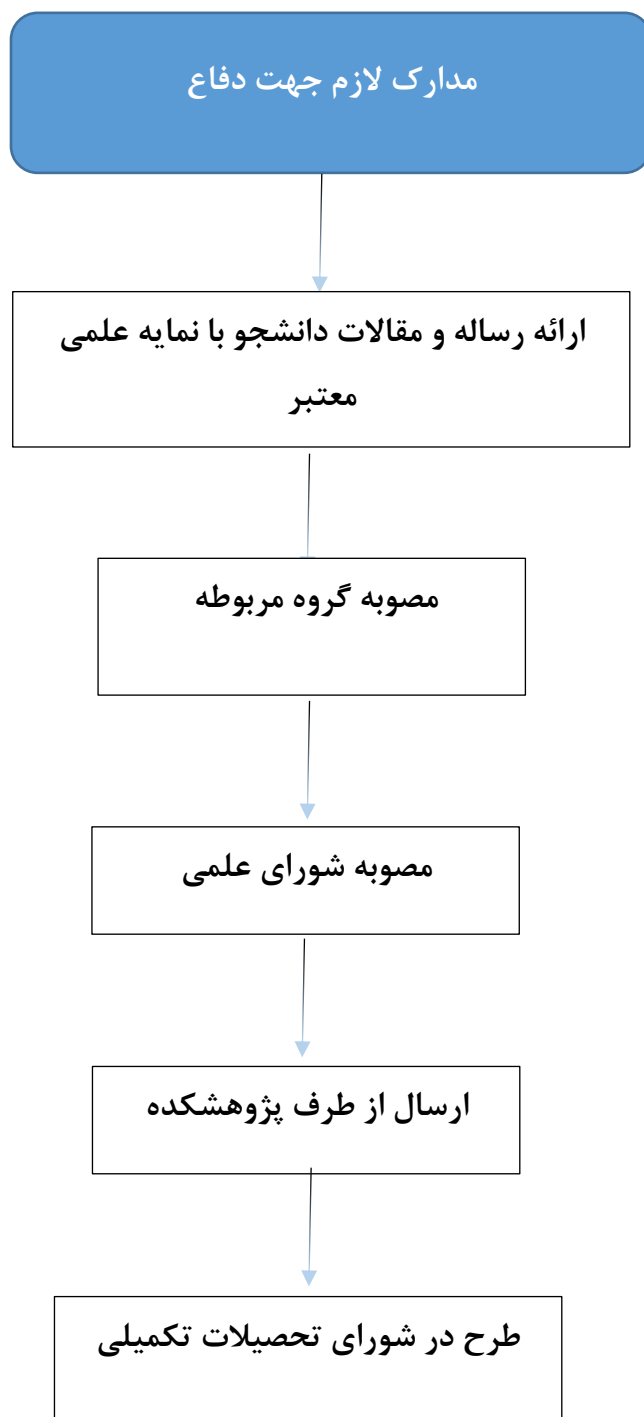 مدارک لازم جهت دفاع
ارائه رساله و مقالات دانشجو با نمایه علمی
معتبر
مصوبه گروه مربوطه
مصوبه شورای علمی
ارسال از طرف پژوهشکده
طرح در شورای تحصیلات تکمیلی